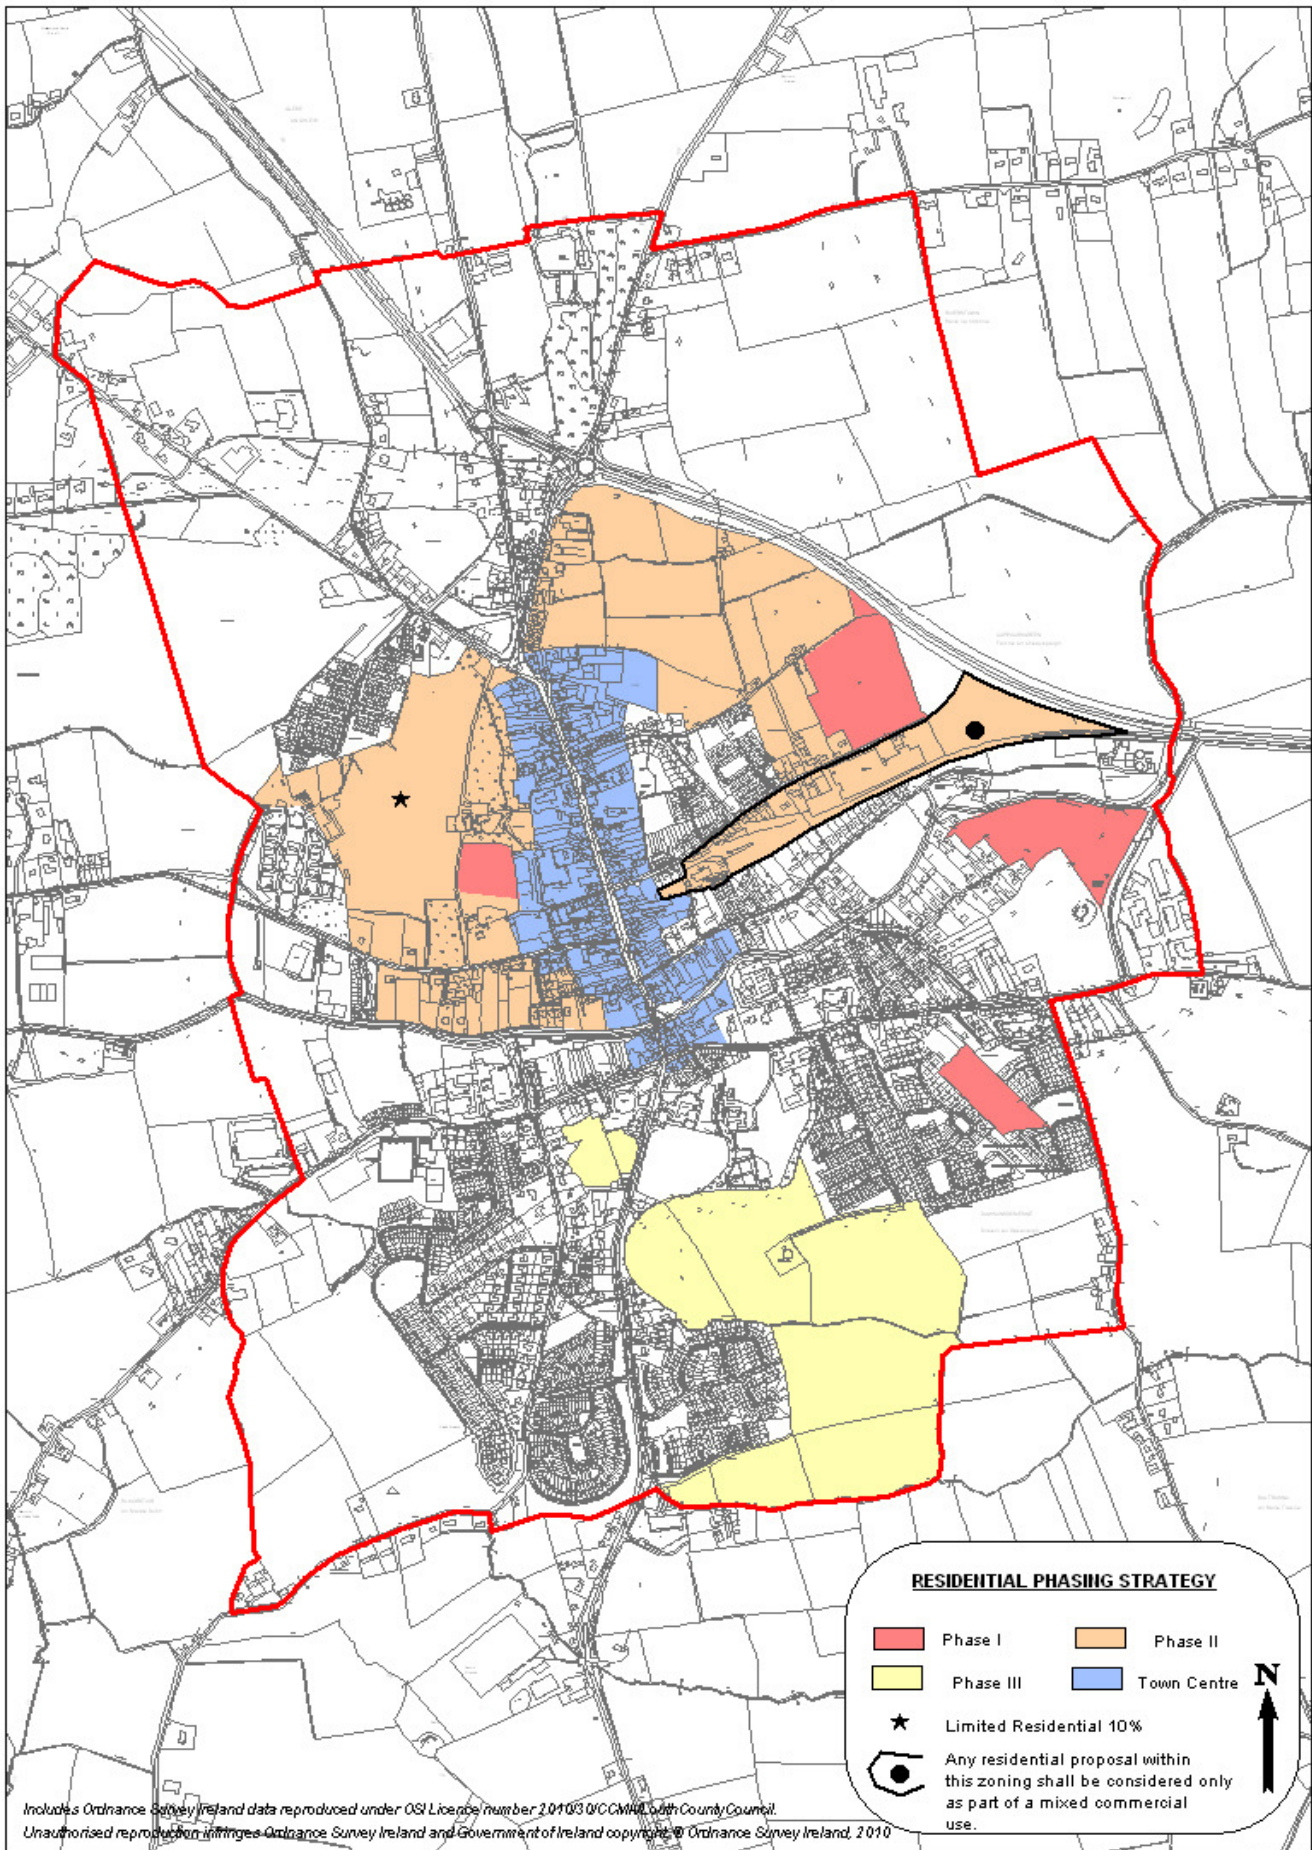 RESIDENTIAL PHASING STRATEGY
Phase I
Phase II
Phase III
Town Centre
N
Limited Residential 10%
Any residential proposal within
this zoning shall be considered only
as part of a mixed commercial
use.
Includes Ordnance Survey Ireland data reproduced under OSI Licence number 2010/30/CCMA/Louth County Council.
Unauthorised reproduction infringes Ordnance Survey Ireland and Government of Ireland copyright. © Ordnance Survey Ireland, 2010